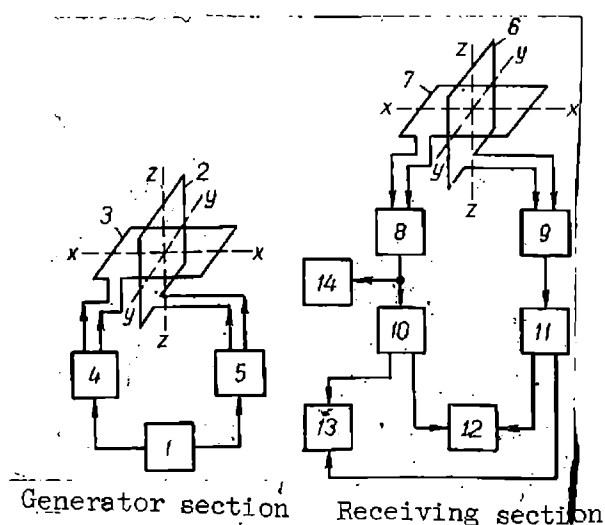 6
z
7
y
x
x
z
2
y
3
z
x
x
y
z
y
z
8
9
14
10
11
4
5
13
12
1
Generator section
Receiving section